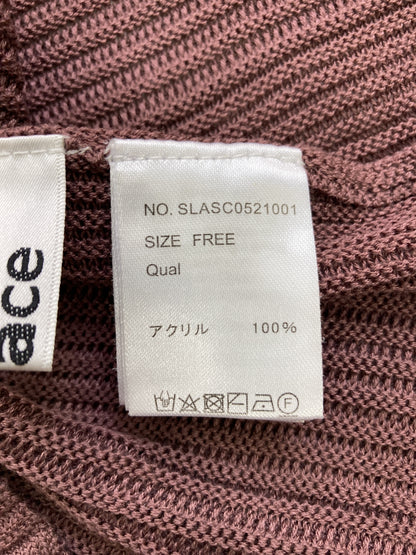 NO. SLASC0521001
SIZE FREE
Qual
アクリル 100%
F
ace